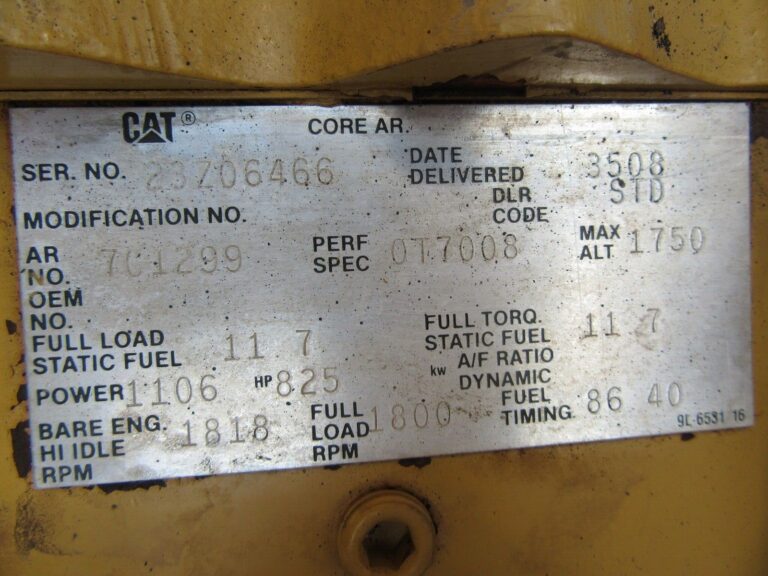 CAT® CORE AR.
SER. NO. 23Z06466 DATE DELIVERED 3508
MODIFICATION NO. DLR CODE STD
AR NO. 7C1299 PERF SPEC 0T7008 MAX ALT 1750
OEM NO.
FULL LOAD STATIC FUEL 11 7 FULL TORQ. STATIC FUEL 11 7
POWER 1106 HP 825 kw A/F RATIO DYNAMIC
BARE ENG. HI IDLE RPM 1818 FULL LOAD RPM 1800 FUEL TIMING 86 40
9L-6531 16